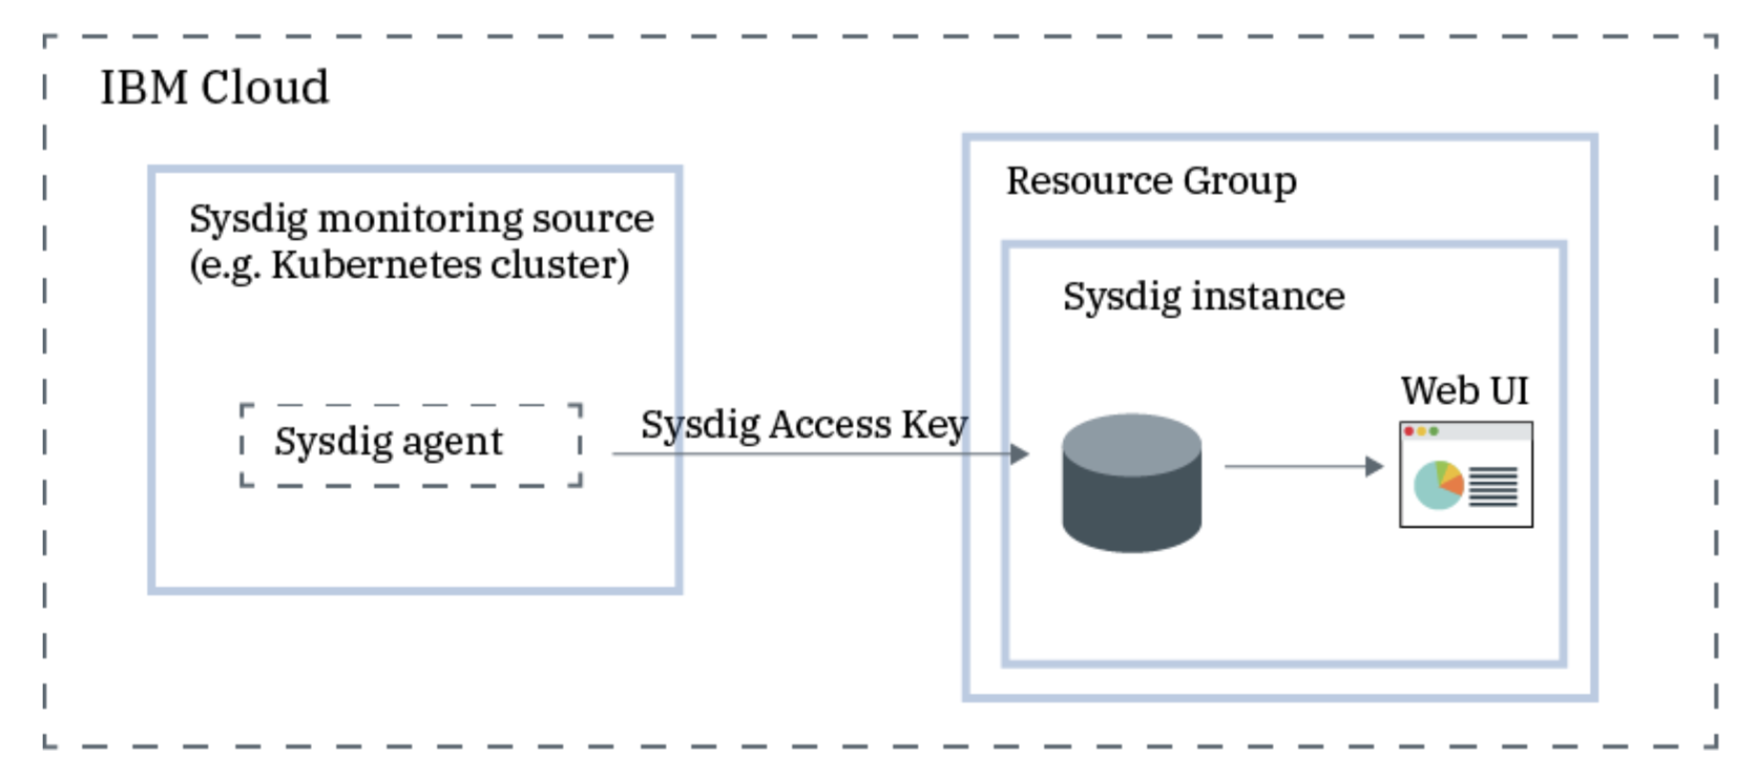 IBM Cloud
Sysdig monitoring source
(e.g. Kubernetes cluster)
Sysdig agent
Sysdig Access Key
Resource Group
Sysdig instance
Web UI